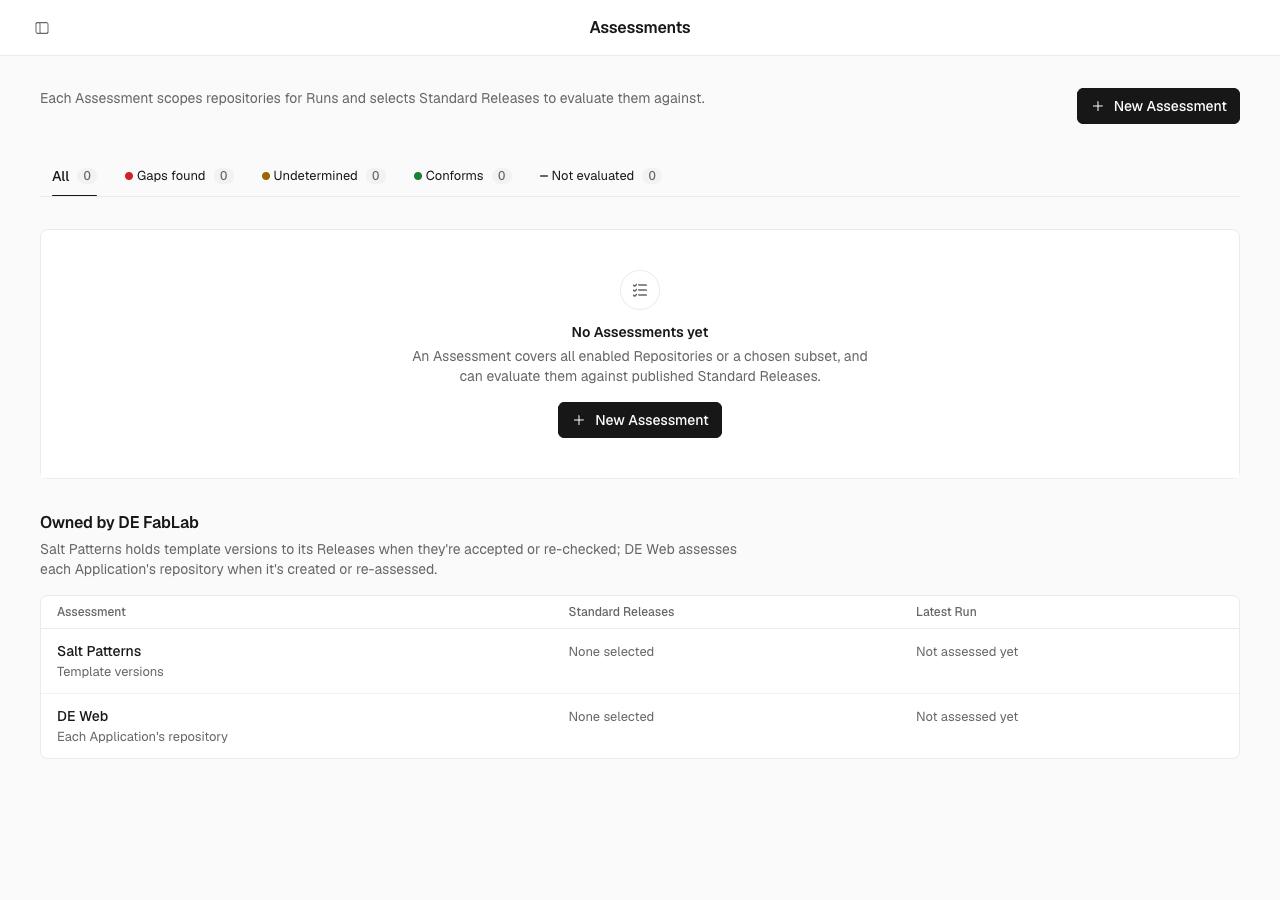 Assessments
Each Assessment scopes repositories for Runs and selects Standard Releases to evaluate them against.
New Assessment
All 0 Gaps found 0 Undetermined 0 Conforms 0 Not evaluated 0
No Assessments yet
An Assessment covers all enabled Repositories or a chosen subset, and
can evaluate them against published Standard Releases.
New Assessment
Owned by DE FabLab
Salt Patterns holds template versions to its Releases when they're accepted or re-checked; DE Web assesses
each Application's repository when it's created or re-assessed.
Assessment Standard Releases Latest Run
Salt Patterns None selected Not assessed yet
Template versions
DE Web None selected Not assessed yet
Each Application's repository